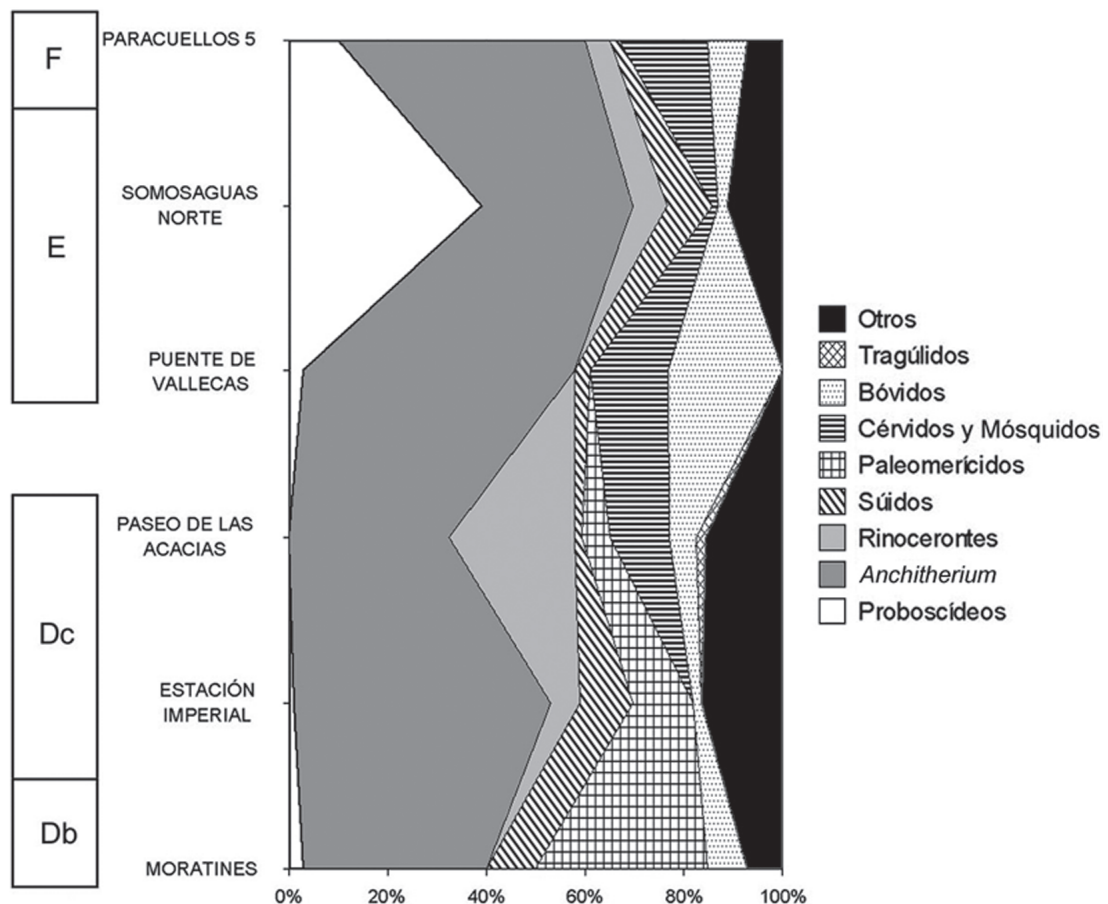 F
E
Dc
Db
PARACUELLOS 5
SOMOSAGUAS
NORTE
PUENTE DE
VALLECAS
PASEO DE LAS
ACACIAS
ESTACIÓN
IMPERIAL
MORATINES
0% 20% 40% 60% 80% 100%
Otros
Tragúlidos
Bóvidos
Cérvidos y Mósquidos
Paleomerícidos
Súidos
Rinocerontes
Anchitherium
Proboscídeos